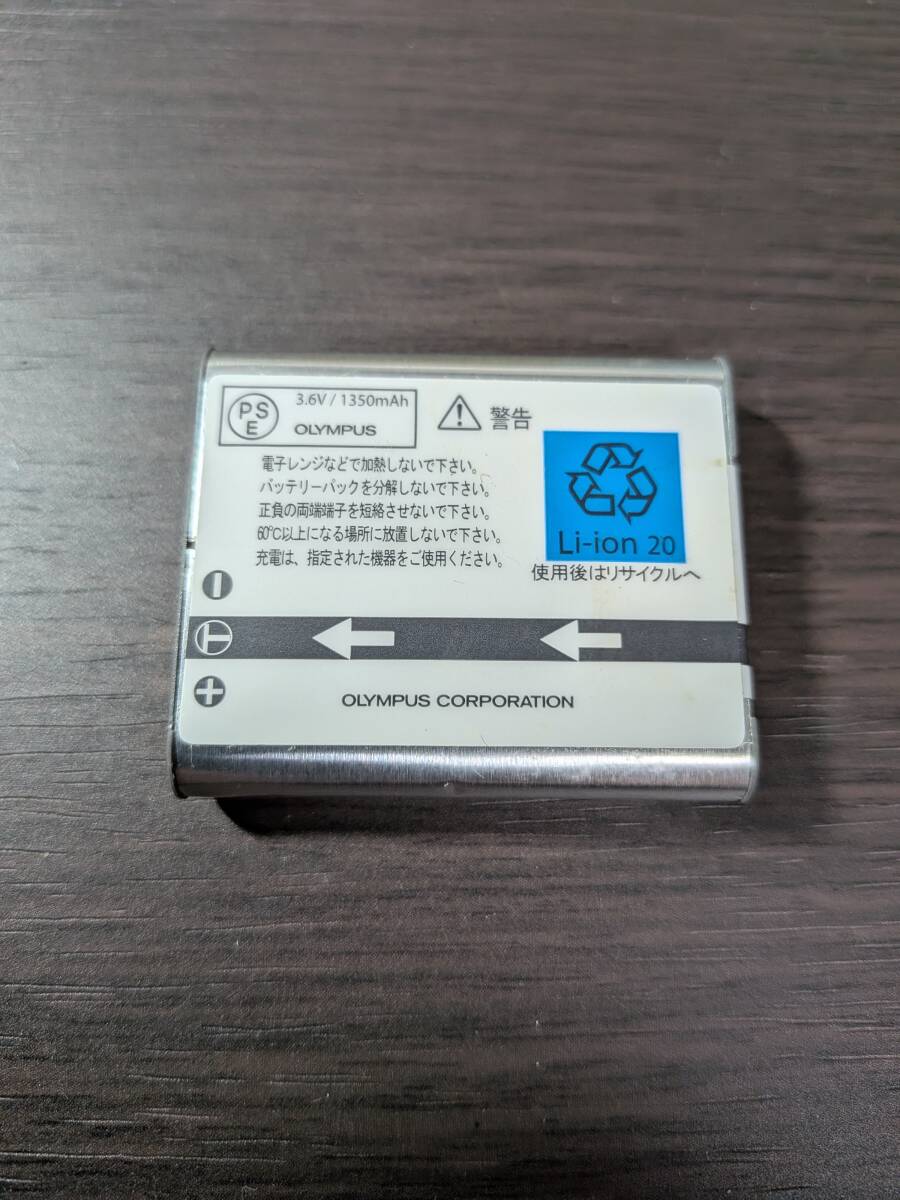 PSE
3.6V / 1350mAh
OLYMPUS
警告
電子レンジなどで加熱しないで下さい。
バッテリーパックを分解しないで下さい。
正負の両端端子を短絡させないで下さい。
60℃以上になる場所に放置しないで下さい。
充電は、指定された機器をご使用ください。
Li-ion 20
使用後はリサイクルへ
OLYMPUS CORPORATION